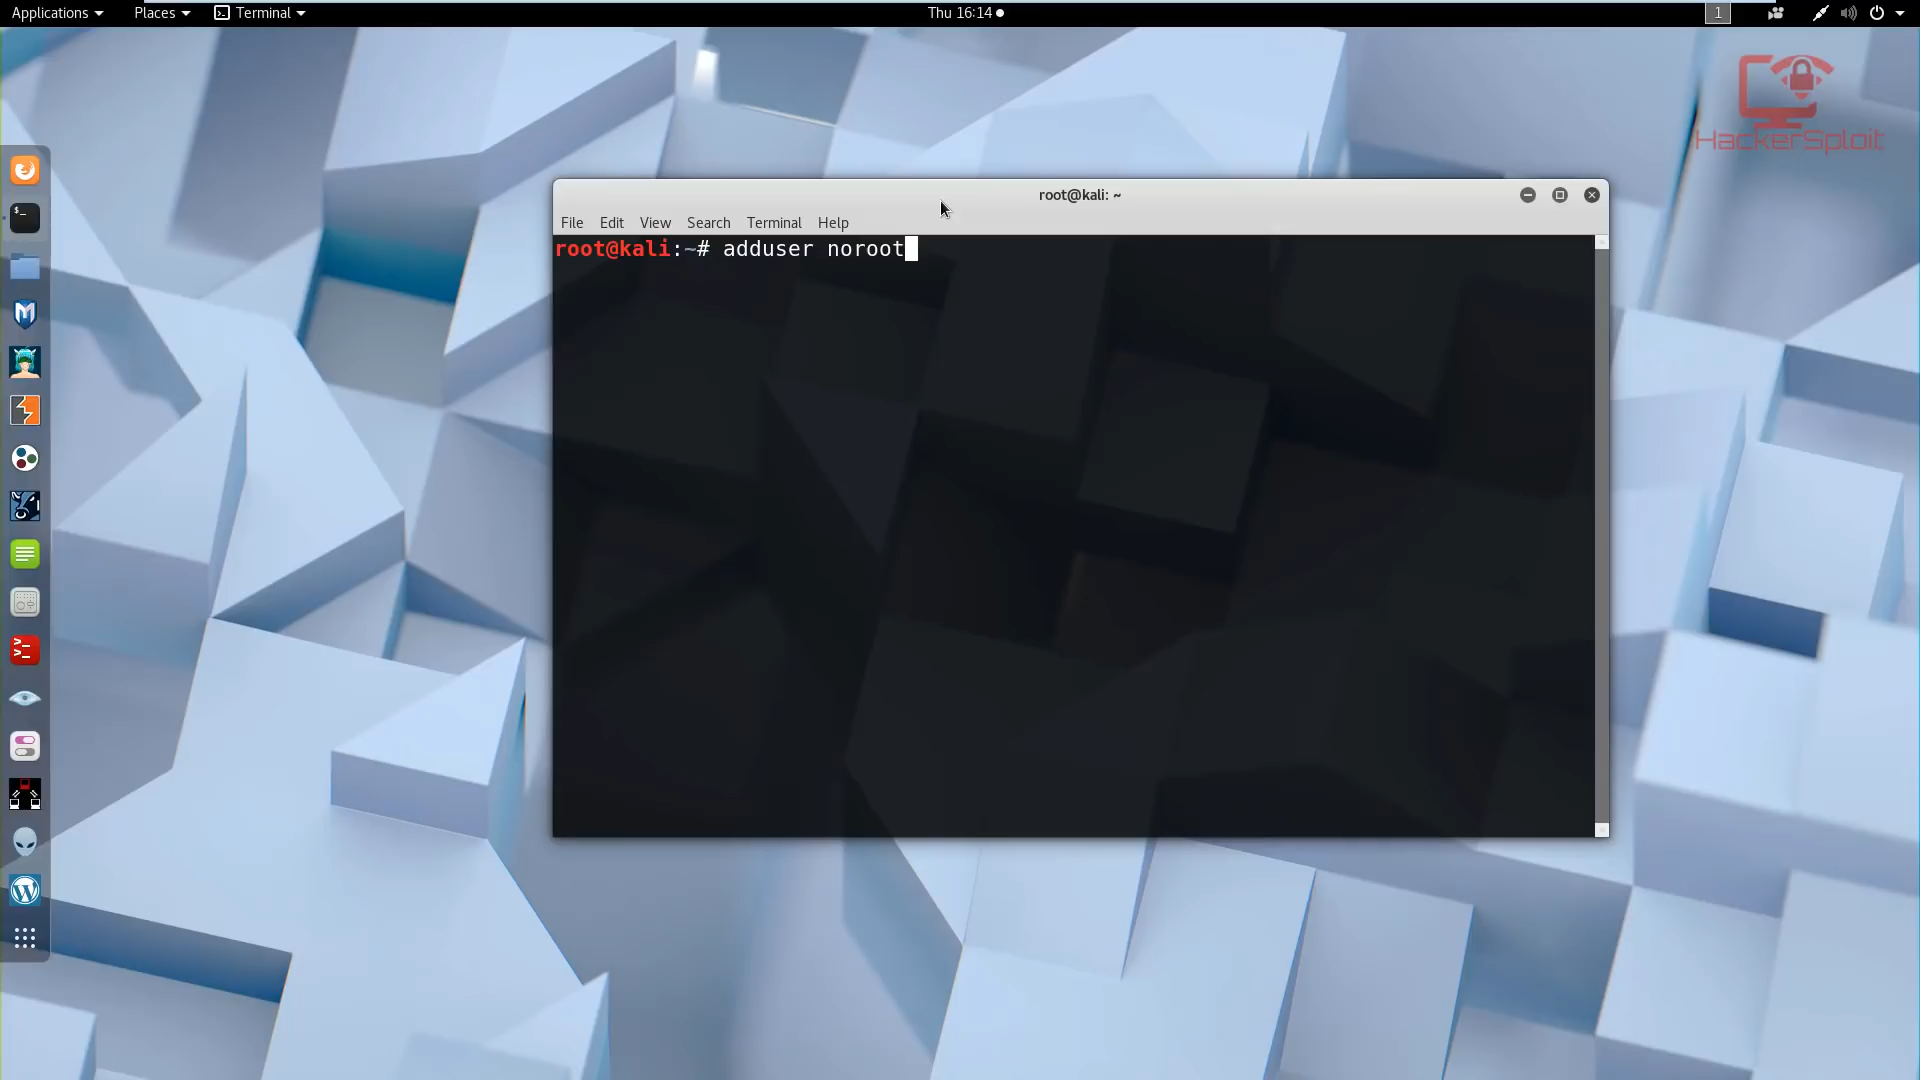 Applications Places Terminal Thu 16:14 1
HackerSploit
root@kali: ~
File Edit View Search Terminal Help
root@kali:~# adduser noroot